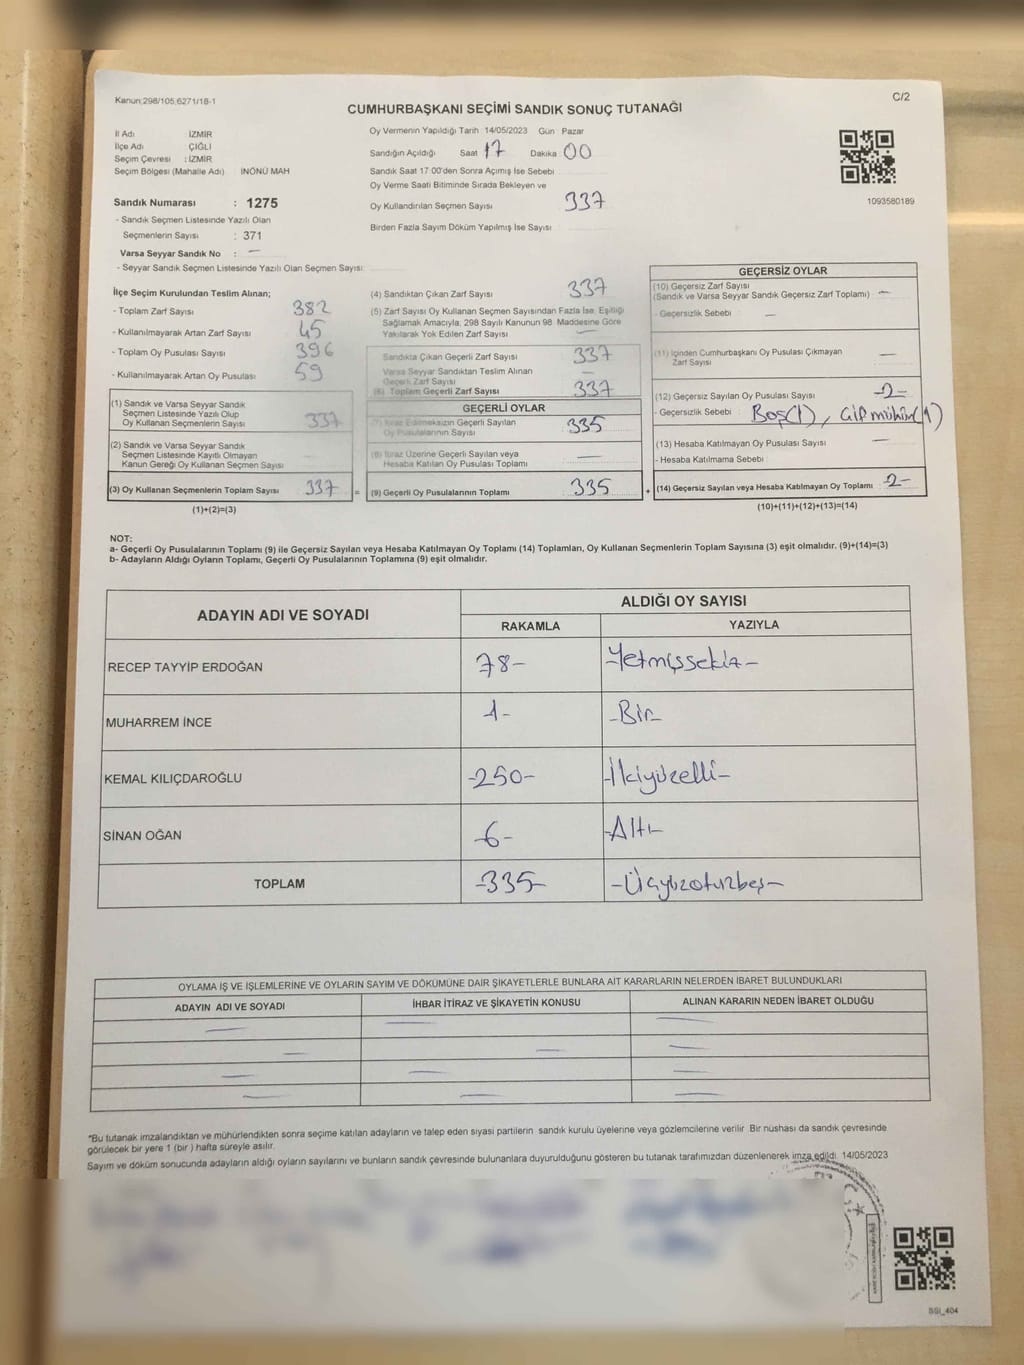 Kanun;298/105,6271/18-1
C/2
CUMHURBAŞKANI SEÇİMİ SANDIK SONUÇ TUTANAĞI
İl Adı İZMİR
İlçe Adı ÇİĞLİ
Seçim Çevresi : İZMİR
Seçim Bölgesi (Mahalle Adı) İNÖNÜ MAH
Sandık Numarası : 1275
- Sandık Seçmen Listesinde Yazılı Olan
Seçmenlerin Sayısı : 371
Varsa Seyyar Sandık No : —
- Seyyar Sandık Seçmen Listesinde Yazılı Olan Seçmen Sayısı:
Oy Vermenin Yapıldığı Tarih 14/05/2023 Gün Pazar
Sandığın Açıldığı Saat 17 Dakika 00
Sandık Saat 17:00'den Sonra Açımış İse Sebebi
Oy Verme Saati Bitiminde Sırada Bekleyen ve
Oy Kullandırılan Seçmen Sayısı 337
Birden Fazla Sayım Döküm Yapılmış İse Sayısı
1093580189
İlçe Seçim Kurulundan Teslim Alınan;
- Toplam Zarf Sayısı 382
- Kullanılmayarak Artan Zarf Sayısı 45
- Toplam Oy Pusulası Sayısı 396
- Kullanılmayarak Artan Oy Pusulası 59
(1) Sandık ve Varsa Seyyar Sandık
Seçmen Listesinde Yazılı Olup
Oy Kullanan Seçmenlerin Sayısı 337
(2) Sandık ve Varsa Seyyar Sandık
Seçmen Listesinde Kayıtlı Olmayan
Kanun Gereği Oy Kullanan Seçmen Sayısı
(3) Oy Kullanan Seçmenlerin Toplam Sayısı 337 =
(1)+(2)=(3)
(4) Sandıktan Çıkan Zarf Sayısı 337
(5) Zarf Sayısı Oy Kullanan Seçmen Sayısından Fazla İse, Eşitliği
Sağlamak Amacıyla, 298 Sayılı Kanunun 98. Maddesine Göre
Yakılarak Yok Edilen Zarf Sayısı —
Sandıkta Çıkan Geçerli Zarf Sayısı 337
Varsa Seyyar Sandıktan Teslim Alınan
Geçerli Zarf Sayısı —
(6) Toplam Geçerli Zarf Sayısı 337
GEÇERLİ OYLAR
(7) İtiraz Edilmeksizin Geçerli Sayılan
Oy Pusulalarının Sayısı 335
(8) İtiraz Üzerine Geçerli Sayılan veya
Hesaba Katılan Oy Pusulası Toplamı —
(9) Geçerli Oy Pusulalarının Toplamı 335 +
GEÇERSİZ OYLAR
(10) Geçersiz Zarf Sayısı
(Sandık ve Varsa Seyyar Sandık Geçersiz Zarf Toplamı) —
- Geçersizlik Sebebi —
(11) İçinden Cumhurbaşkanı Oy Pusulası Çıkmayan
Zarf Sayısı —
(12) Geçersiz Sayılan Oy Pusulası Sayısı -2-
- Geçersizlik Sebebi : Boş(1), Çift mühür(1)
(13) Hesaba Katılmayan Oy Pusulası Sayısı —
- Hesaba Katılmama Sebebi
(14) Geçersiz Sayılan veya Hesaba Katılmayan Oy Toplamı -2-
(10)+(11)+(12)+(13)=(14)
NOT:
a- Geçerli Oy Pusulalarının Toplamı (9) ile Geçersiz Sayılan veya Hesaba Katılmayan Oy Toplamı (14) Toplamları, Oy Kullanan Seçmenlerin Toplam Sayısına (3) eşit olmalıdır. (9)+(14)=(3)
b- Adayların Aldığı Oyların Toplamı, Geçerli Oy Pusulalarının Toplamına (9) eşit olmalıdır.
ADAYIN ADI VE SOYADI ALDIĞI OY SAYISI
RAKAMLA YAZIYLA
RECEP TAYYİP ERDOĞAN 78- -Yetmişsekiz-
MUHARREM İNCE 1- -Bir-
KEMAL KILIÇDAROĞLU -250- -İkiyüzelli-
SİNAN OĞAN -6- -Altı-
TOPLAM -335- -Üçyüzotuzbeş-
OYLAMA İŞ VE İŞLEMLERİNE VE OYLARIN SAYIM VE DÖKÜMÜNE DAİR ŞİKAYETLERLE BUNLARA AİT KARARLARIN NELERDEN İBARET BULUNDUKLARI
ADAYIN ADI VE SOYADI İHBAR İTİRAZ VE ŞİKAYETİN KONUSU ALINAN KARARIN NEDEN İBARET OLDUĞU
*Bu tutanak imzalandıktan ve mühürlendikten sonra seçime katılan adayların ve talep eden siyasi partilerin sandık kurulu üyelerine veya gözlemcilerine verilir. Bir nüshası da sandık çevresinde
görülecek bir yere 1 (bir) hafta süreyle asılır.
Sayım ve döküm sonucunda adayların aldığı oyların sayılarını ve bunların sandık çevresinde bulunanlara duyurulduğunu gösteren bu tutanak tarafımızdan düzenlenerek imza edildi. 14/05/2023
BSI_404